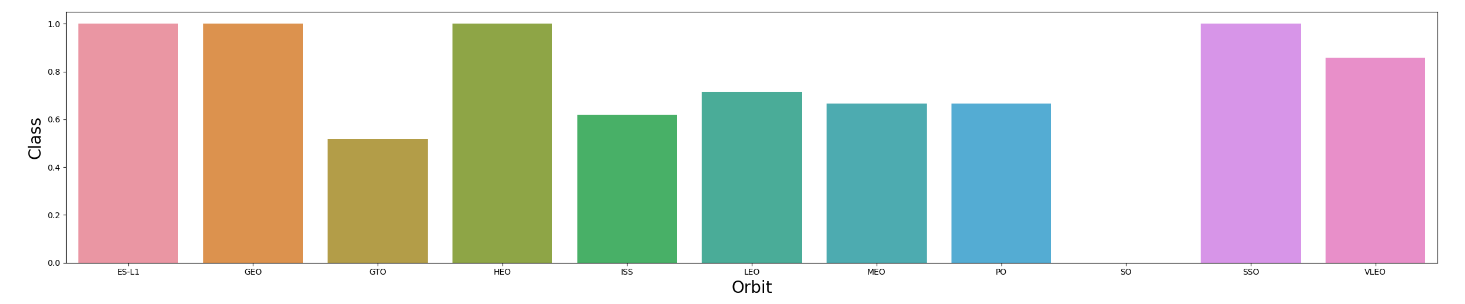 1.0
0.8
0.6
0.4
0.2
0.0
Class
ES-L1 GEO GTO HEO ISS LEO MEO PO SO SSO VLEO
Orbit